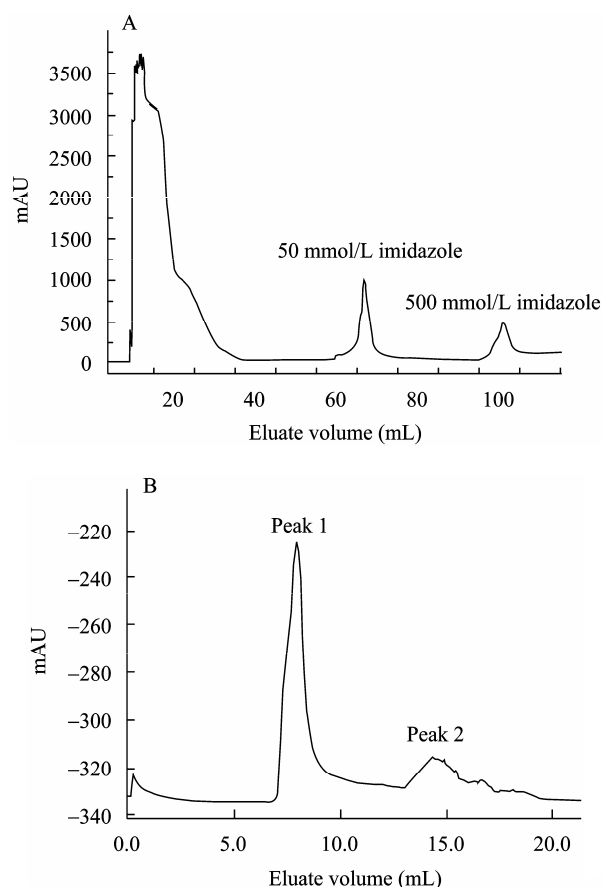 A
3500
3000
2500
2000
1500
1000
500
0
mAU
50 mmol/L imidazole
500 mmol/L imidazole
20 40 60 80 100
Eluate volume (mL)
B
Peak 1
−220
−240
−260
−280
−300
−320
−340
mAU
Peak 2
0.0 5.0 10.0 15.0 20.0
Eluate volume (mL)